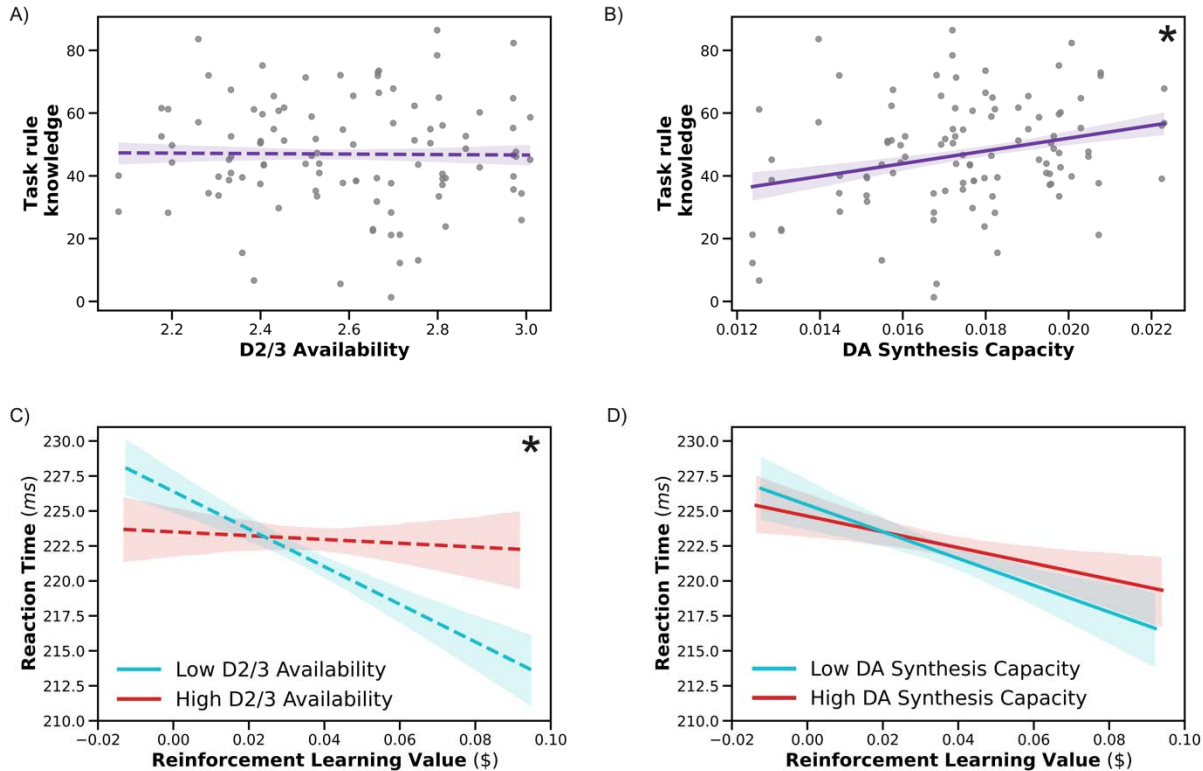 A)
Task rule
knowledge
80
60
40
20
0
2.2 2.4 2.6 2.8 3.0
D2/3 Availability
B)
*
Task rule
knowledge
80
60
40
20
0
0.012 0.014 0.016 0.018 0.020 0.022
DA Synthesis Capacity
C)
*
Reaction Time (ms)
230.0
227.5
225.0
222.5
220.0
217.5
215.0
212.5
210.0
Low D2/3 Availability
High D2/3 Availability
−0.02 0.00 0.02 0.04 0.06 0.08 0.10
Reinforcement Learning Value ($)
D)
Reaction Time (ms)
230.0
227.5
225.0
222.5
220.0
217.5
215.0
212.5
210.0
Low DA Synthesis Capacity
High DA Synthesis Capacity
−0.02 0.00 0.02 0.04 0.06 0.08 0.10
Reinforcement Learning Value ($)